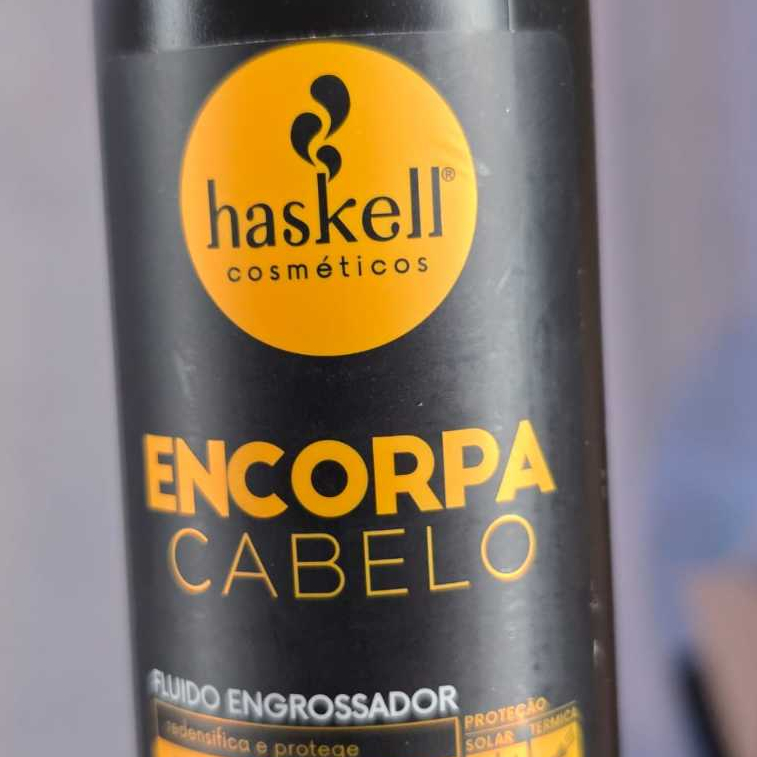 haskell®
cosméticos
ENCORPA
CABELO
FLUIDO ENGROSSADOR
redensifica e protege
PROTEÇÃO
SOLAR TÉRMICA